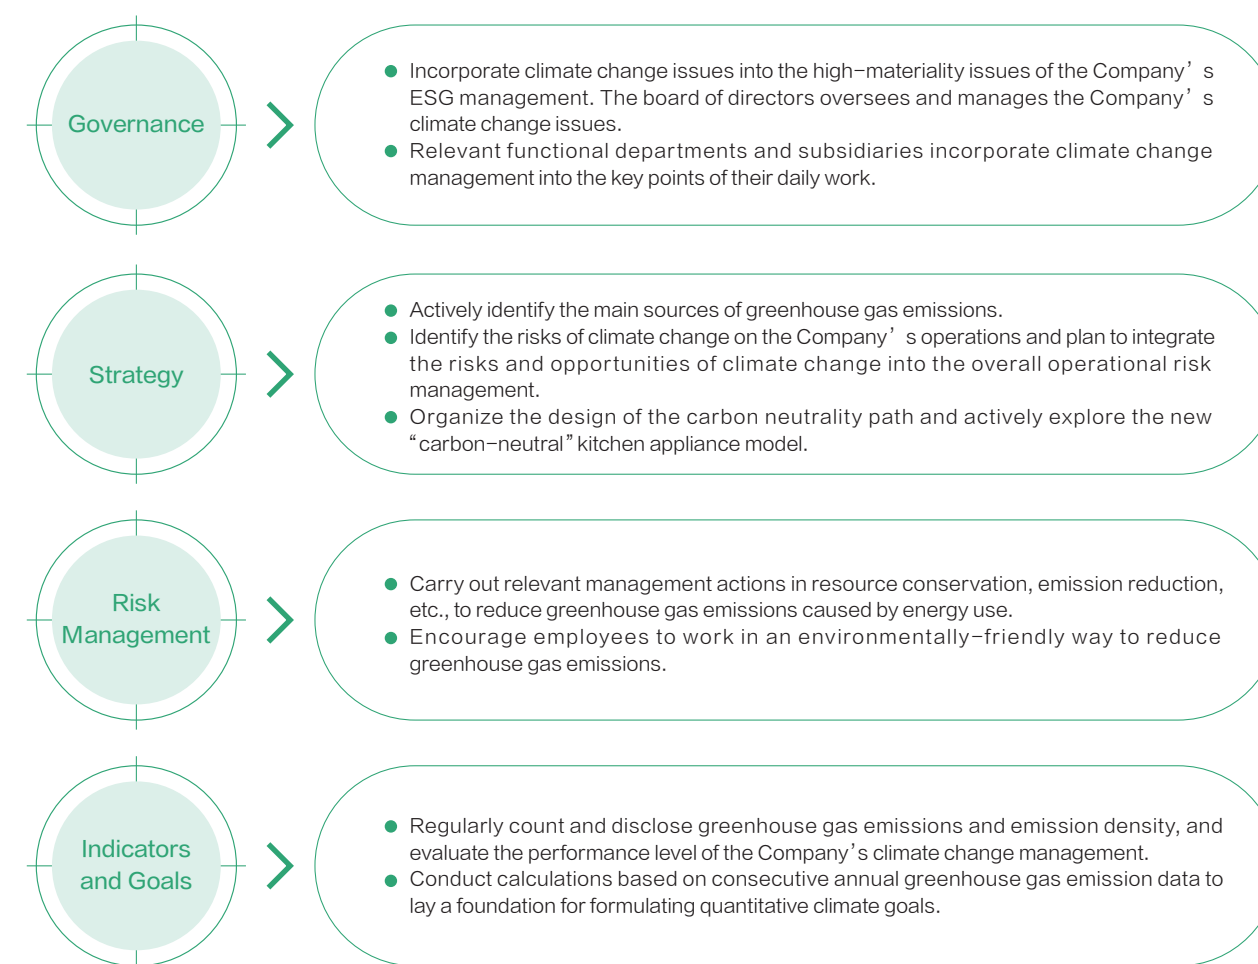 Governance
● Incorporate climate change issues into the high-materiality issues of the Company’s
ESG management. The board of directors oversees and manages the Company’s
climate change issues.
● Relevant functional departments and subsidiaries incorporate climate change
management into the key points of their daily work.
Strategy
● Actively identify the main sources of greenhouse gas emissions.
● Identify the risks of climate change on the Company’s operations and plan to integrate
the risks and opportunities of climate change into the overall operational risk
management.
● Organize the design of the carbon neutrality path and actively explore the new
“carbon-neutral” kitchen appliance model.
Risk
Management
● Carry out relevant management actions in resource conservation, emission reduction,
etc., to reduce greenhouse gas emissions caused by energy use.
● Encourage employees to work in an environmentally-friendly way to reduce
greenhouse gas emissions.
Indicators
and Goals
● Regularly count and disclose greenhouse gas emissions and emission density, and
evaluate the performance level of the Company’s climate change management.
● Conduct calculations based on consecutive annual greenhouse gas emission data to
lay a foundation for formulating quantitative climate goals.